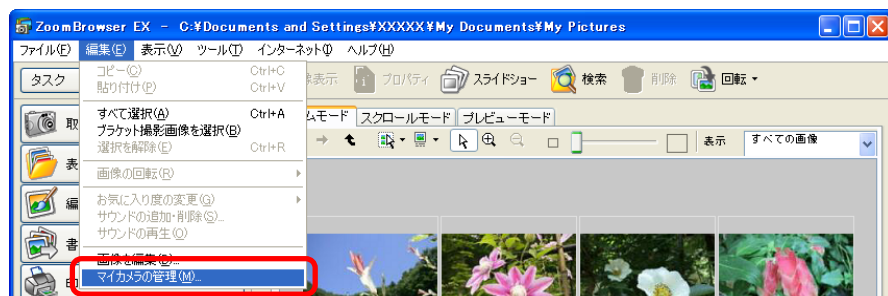 ZoomBrowser EX － C:¥Documents and Settings¥XXXXX¥My Documents¥My Pictures
ファイル(F) 編集(E) 表示(V) ツール(T) インターネット(I) ヘルプ(H)
タスク
コピー(C) Ctrl+C
貼り付け(P) Ctrl+V
すべて選択(A) Ctrl+A
ブラケット撮影画像を選択(B)
選択を解除(E) Ctrl+R
画像の回転(R)
お気に入り度の変更(G)
サウンドの追加・削除(S)...
サウンドの再生(O)
画像を編集(D)...
マイカメラの管理(M)...
像表示 プロパティ スライドショー 検索 削除 回転
ムモード スクロールモード プレビューモード
表示 すべての画像
取
表
編
書